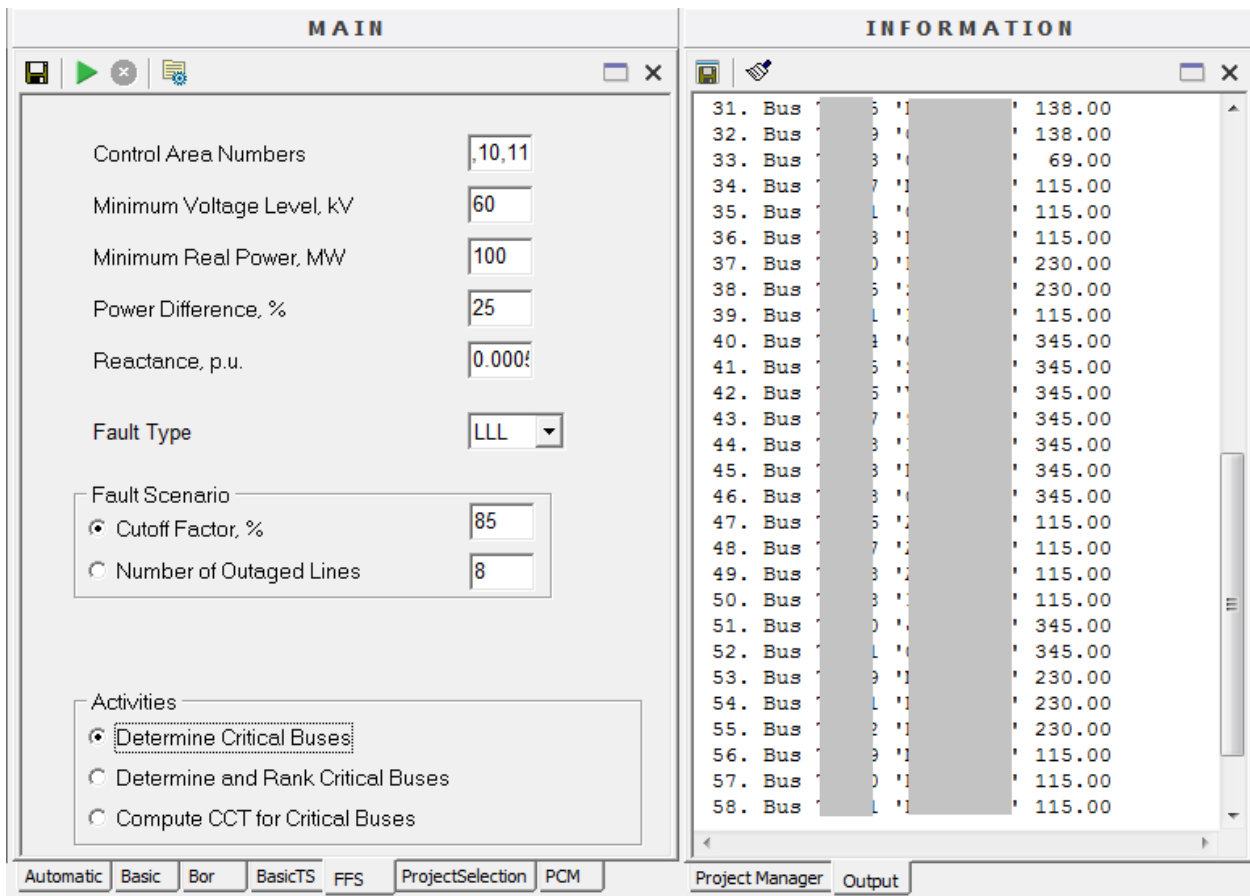 MAIN
Control Area Numbers ,10,11
Minimum Voltage Level, kV 60
Minimum Real Power, MW 100
Power Difference, % 25
Reactance, p.u. 0.0005
Fault Type LLL
Fault Scenario
Cutoff Factor, % 85
Number of Outaged Lines 8
Activities
Determine Critical Buses
Determine and Rank Critical Buses
Compute CCT for Critical Buses
Automatic Basic Bor BasicTS FFS ProjectSelection PCM
INFORMATION
31. Bus ' 138.00
32. Bus ' 138.00
33. Bus ' 69.00
34. Bus ' 115.00
35. Bus ' 115.00
36. Bus ' 115.00
37. Bus ' 230.00
38. Bus ' 230.00
39. Bus ' 115.00
40. Bus ' 345.00
41. Bus ' 345.00
42. Bus ' 345.00
43. Bus ' 345.00
44. Bus ' 345.00
45. Bus ' 345.00
46. Bus ' 345.00
47. Bus ' 115.00
48. Bus ' 115.00
49. Bus ' 115.00
50. Bus ' 115.00
51. Bus ' 345.00
52. Bus ' 345.00
53. Bus ' 230.00
54. Bus ' 230.00
55. Bus ' 230.00
56. Bus ' 115.00
57. Bus ' 115.00
58. Bus ' 115.00
Project Manager Output